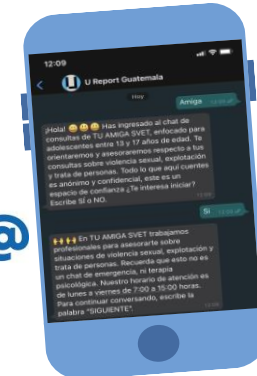 12:09
U Report Guatemala
Hoy
Amiga
¡Hola! Has ingresado al chat de
consultas de TU AMIGA SVET, enfocado para
adolescentes entre 13 y 17 años de edad. Te
orientaremos y asesoraremos respecto a tus
consultas sobre violencia sexual, explotación
y trata de personas. Todo lo que aquí cuentes
es anónimo y confidencial, este es un
espacio de confianza ¿Te interesa iniciar?
Escribe SÍ o NO.
Si
@
En TU AMIGA SVET trabajamos
profesionales para asesorarte sobre
situaciones de violencia sexual, explotación y
trata de personas. Recuerda que esto no es
un chat de emergencia, ni terapia
psicológica. Nuestro horario de atención es
de lunes a viernes de 7:00 a 15:00 horas.
Para continuar conversando, escribe la
palabra "SIGUIENTE".